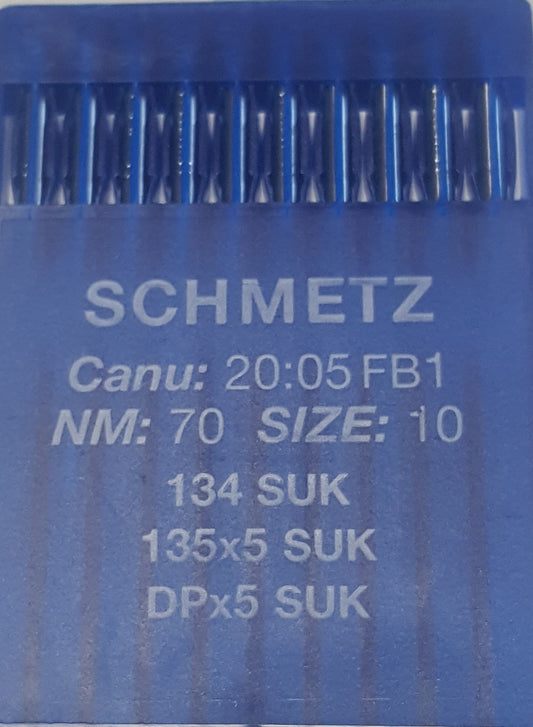 SCHMETZ
Canu: 20:05 FB1
NM: 70 SIZE: 10
134 SUK
135x5 SUK
DPx5 SUK